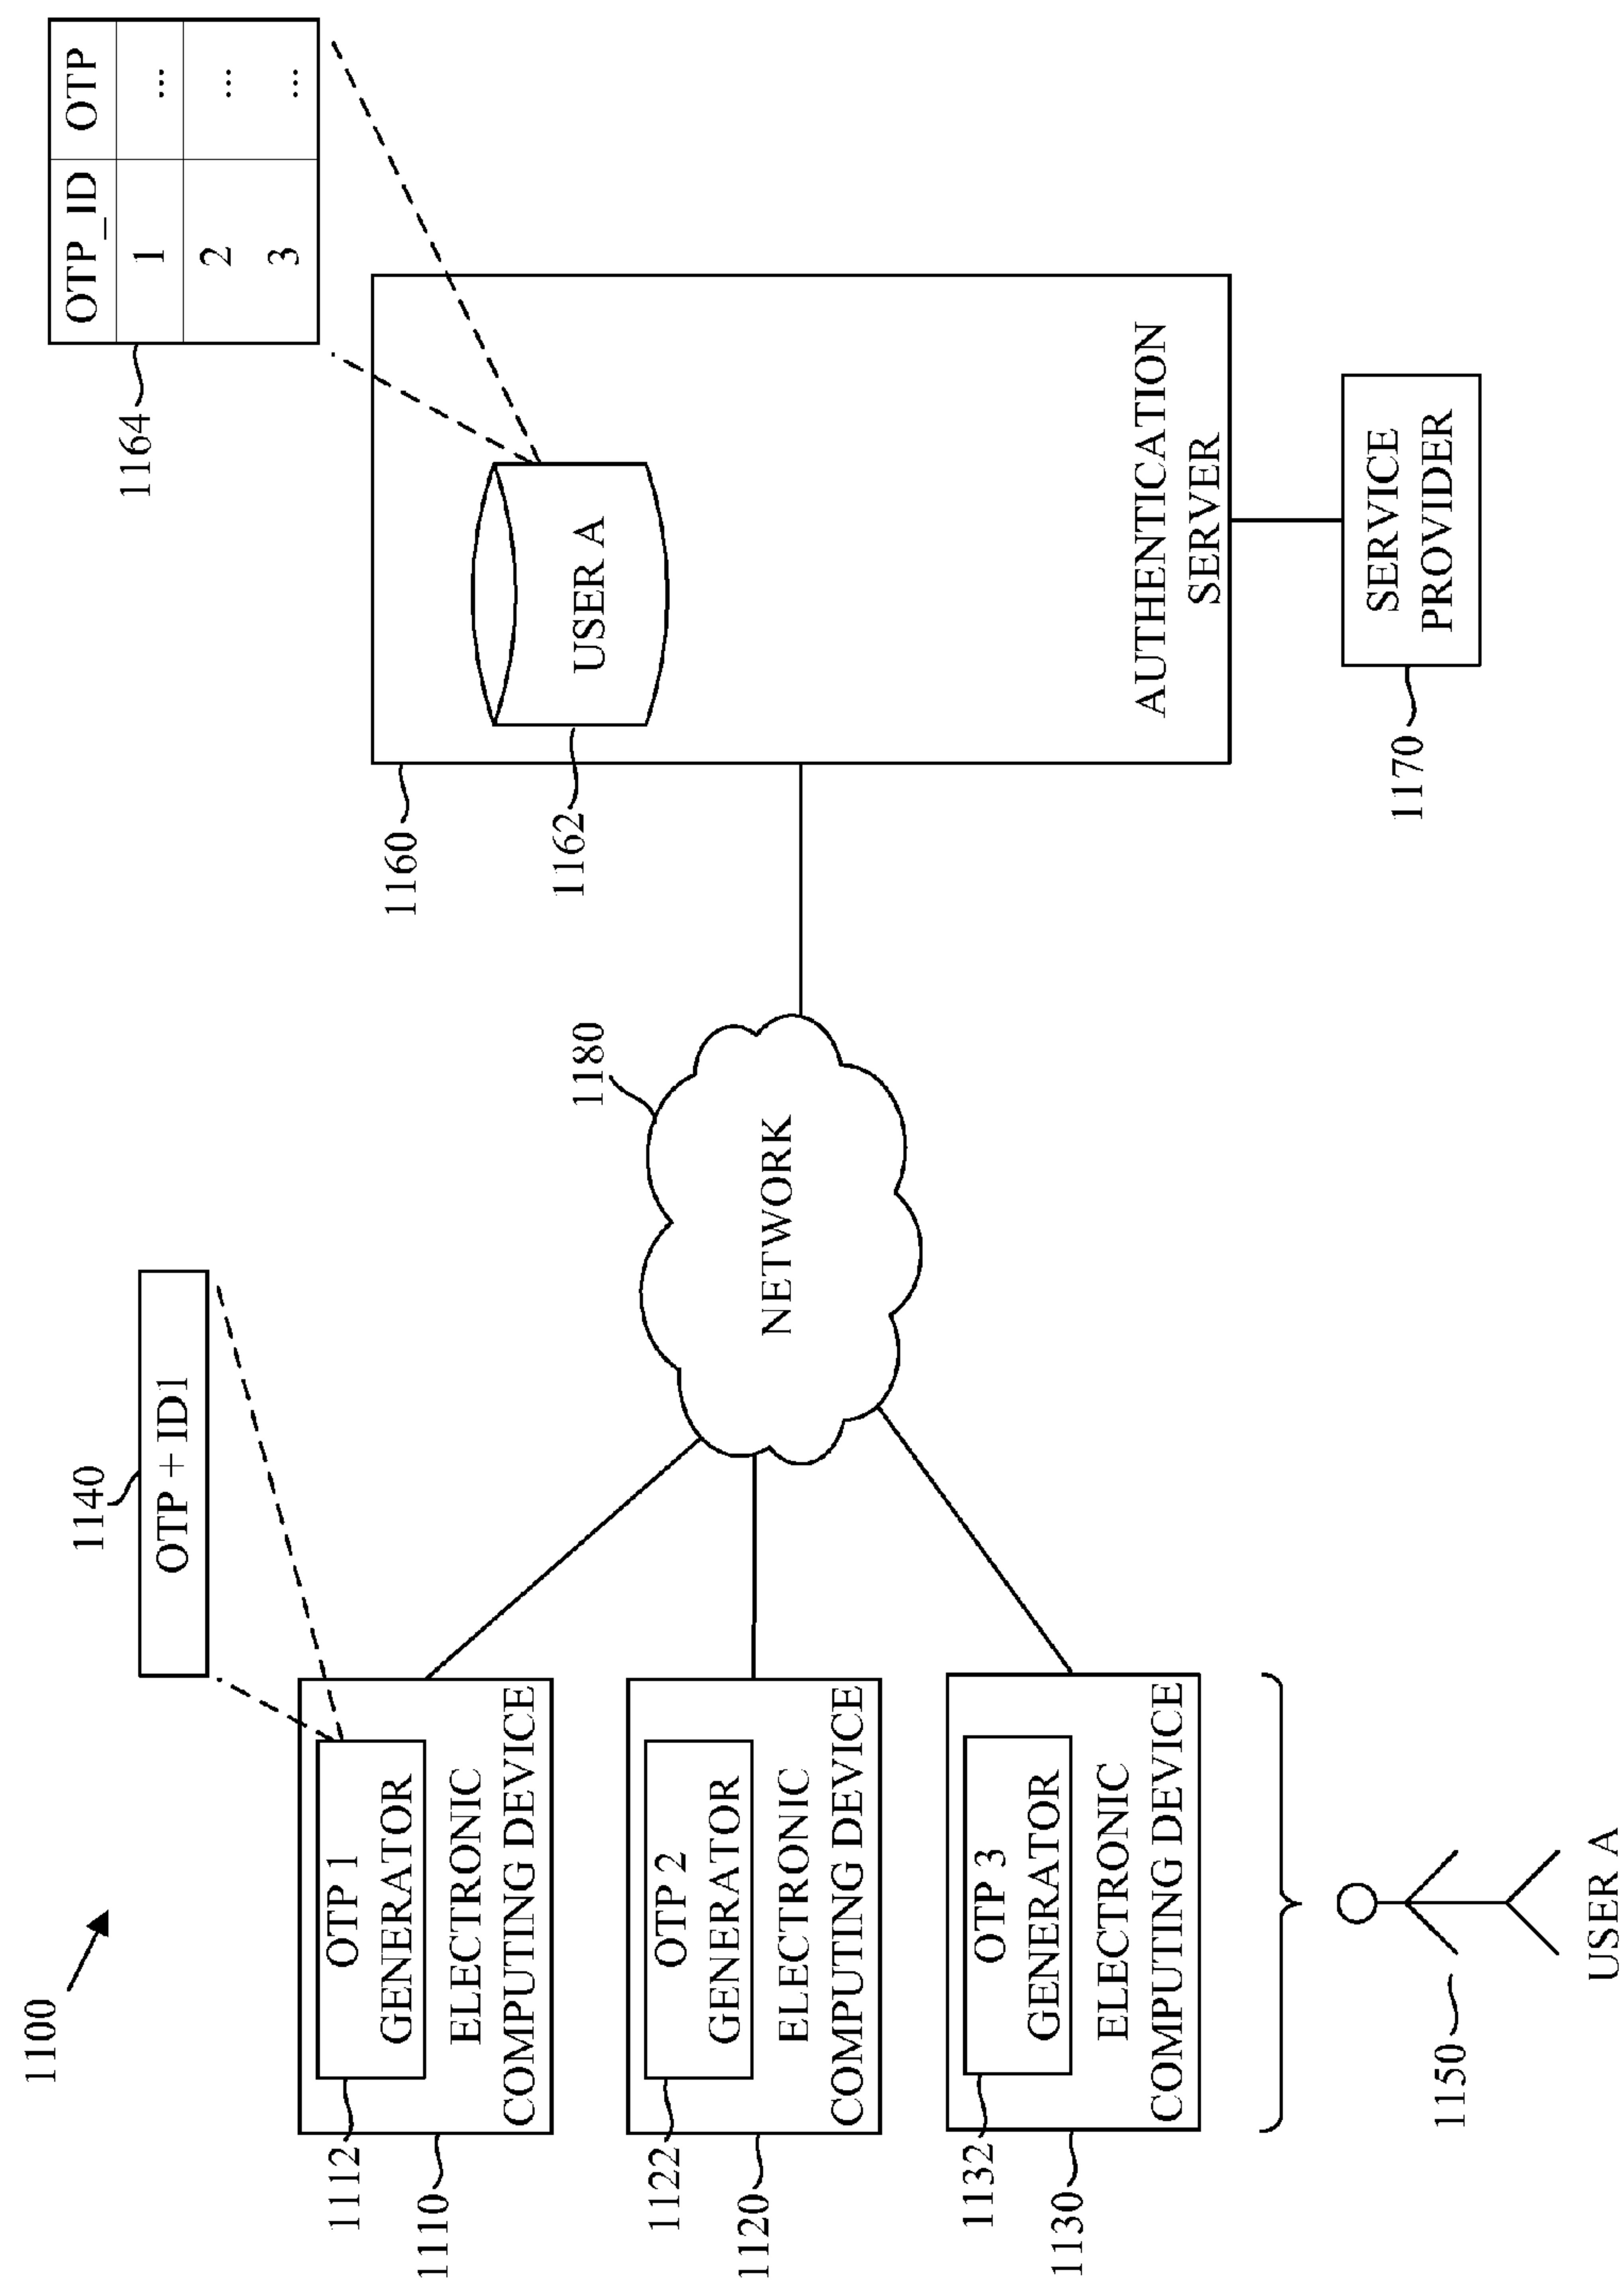 1100
1140
OTP + ID1
1164
OTP_ID OTP
1 ...
2 ...
3 ...
1112
OTP 1
GENERATOR
ELECTRONIC
COMPUTING DEVICE
1110
1122
OTP 2
GENERATOR
ELECTRONIC
COMPUTING DEVICE
1120
1132
OTP 3
GENERATOR
ELECTRONIC
COMPUTING DEVICE
1130
1150
USER A
1180
NETWORK
1160
1162
USER A
AUTHENTICATION
SERVER
1170
SERVICE
PROVIDER